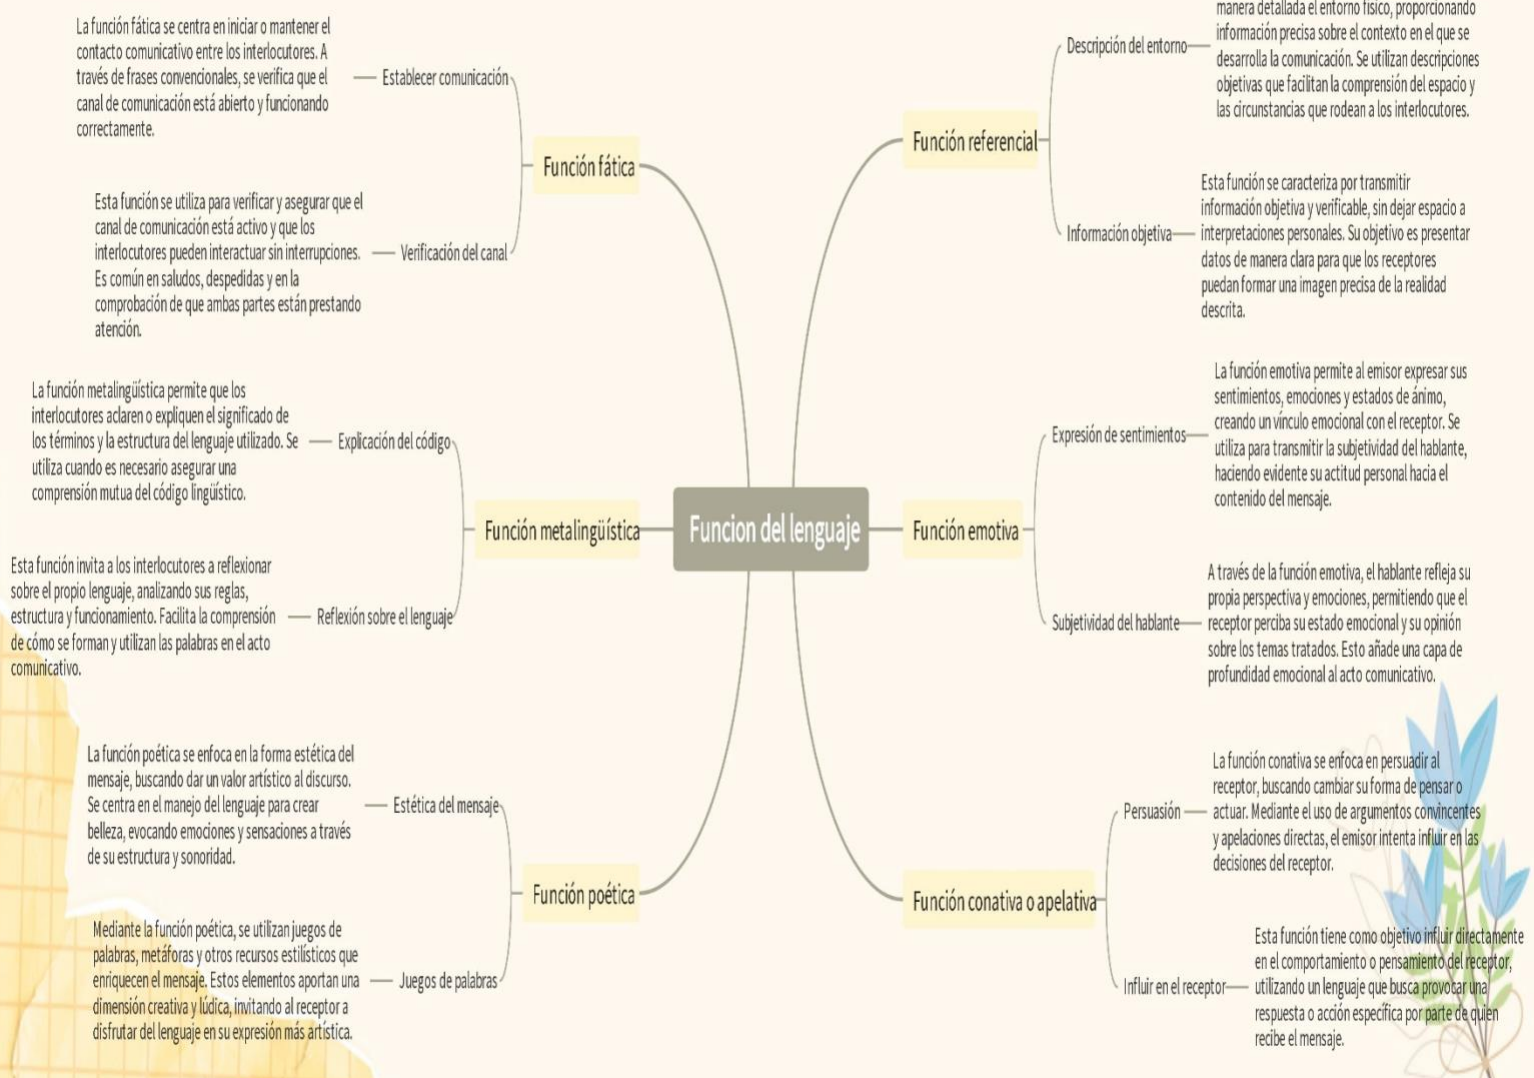 Funcion del lenguaje
Función fática
Establecer comunicación
La función fática se centra en iniciar o mantener el
contacto comunicativo entre los interlocutores. A
través de frases convencionales, se verifica que el
canal de comunicación está abierto y funcionando
correctamente.
Verificación del canal
Esta función se utiliza para verificar y asegurar que el
canal de comunicación está activo y que los
interlocutores pueden interactuar sin interrupciones.
Es común en saludos, despedidas y en la
comprobación de que ambas partes están prestando
atención.
Función metalingüística
Explicación del código
La función metalingüística permite que los
interlocutores aclaren o expliquen el significado de
los términos y la estructura del lenguaje utilizado. Se
utiliza cuando es necesario asegurar una
comprensión mutua del código lingüístico.
Reflexión sobre el lenguaje
Esta función invita a los interlocutores a reflexionar
sobre el propio lenguaje, analizando sus reglas,
estructura y funcionamiento. Facilita la comprensión
de cómo se forman y utilizan las palabras en el acto
comunicativo.
Función poética
Estética del mensaje
La función poética se enfoca en la forma estética del
mensaje, buscando dar un valor artístico al discurso.
Se centra en el manejo del lenguaje para crear
belleza, evocando emociones y sensaciones a través
de su estructura y sonoridad.
Juegos de palabras
Mediante la función poética, se utilizan juegos de
palabras, metáforas y otros recursos estilísticos que
enriquecen el mensaje. Estos elementos aportan una
dimensión creativa y lúdica, invitando al receptor a
disfrutar del lenguaje en su expresión más artística.
Función referencial
Descripción del entorno
manera detallada el entorno físico, proporcionando
información precisa sobre el contexto en el que se
desarrolla la comunicación. Se utilizan descripciones
objetivas que facilitan la comprensión del espacio y
las circunstancias que rodean a los interlocutores.
Información objetiva
Esta función se caracteriza por transmitir
información objetiva y verificable, sin dejar espacio a
interpretaciones personales. Su objetivo es presentar
datos de manera clara para que los receptores
puedan formar una imagen precisa de la realidad
descrita.
Función emotiva
Expresión de sentimientos
La función emotiva permite al emisor expresar sus
sentimientos, emociones y estados de ánimo,
creando un vínculo emocional con el receptor. Se
utiliza para transmitir la subjetividad del hablante,
haciendo evidente su actitud personal hacia el
contenido del mensaje.
Subjetividad del hablante
A través de la función emotiva, el hablante refleja su
propia perspectiva y emociones, permitiendo que el
receptor perciba su estado emocional y su opinión
sobre los temas tratados. Esto añade una capa de
profundidad emocional al acto comunicativo.
Función conativa o apelativa
Persuasión
La función conativa se enfoca en persuadir al
receptor, buscando cambiar su forma de pensar o
actuar. Mediante el uso de argumentos convincentes
y apelaciones directas, el emisor intenta influir en las
decisiones del receptor.
Influir en el receptor
Esta función tiene como objetivo influir directamente
en el comportamiento o pensamiento del receptor,
utilizando un lenguaje que busca provocar una
respuesta o acción específica por parte de quien
recibe el mensaje.